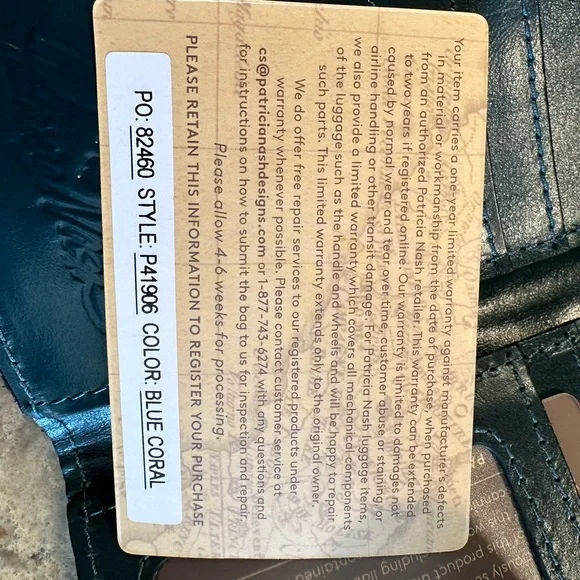 Your item carries a one-year limited warranty against manufacturer's defects
in material or workmanship from the date of purchase, when purchased
from an authorized Patricia Nash retailer. This warranty can be extended
to two years if registered online. Our warranty is limited to damages not
caused by normal wear and tear over time, customer abuse or staining, or
airline handling or other transit damage. For Patricia Nash luggage items,
we also provide a limited warranty which covers all mechanical components
of the luggage such as the handle and wheels and will be happy to repair
such parts. This limited warranty extends only to the original owner.
We do offer free repair services to our registered products under
warranty whenever possible. Please contact customer service at
cs@patricianashdesigns.com or 1-877-743-6274 with any questions and
for instructions on how to submit the bag to us for inspection and repair.
Please allow 4-6 weeks for processing.
PLEASE RETAIN THIS INFORMATION TO REGISTER YOUR PURCHASE
PO: 82460 STYLE: P41906 COLOR: BLUE CORAL
this product